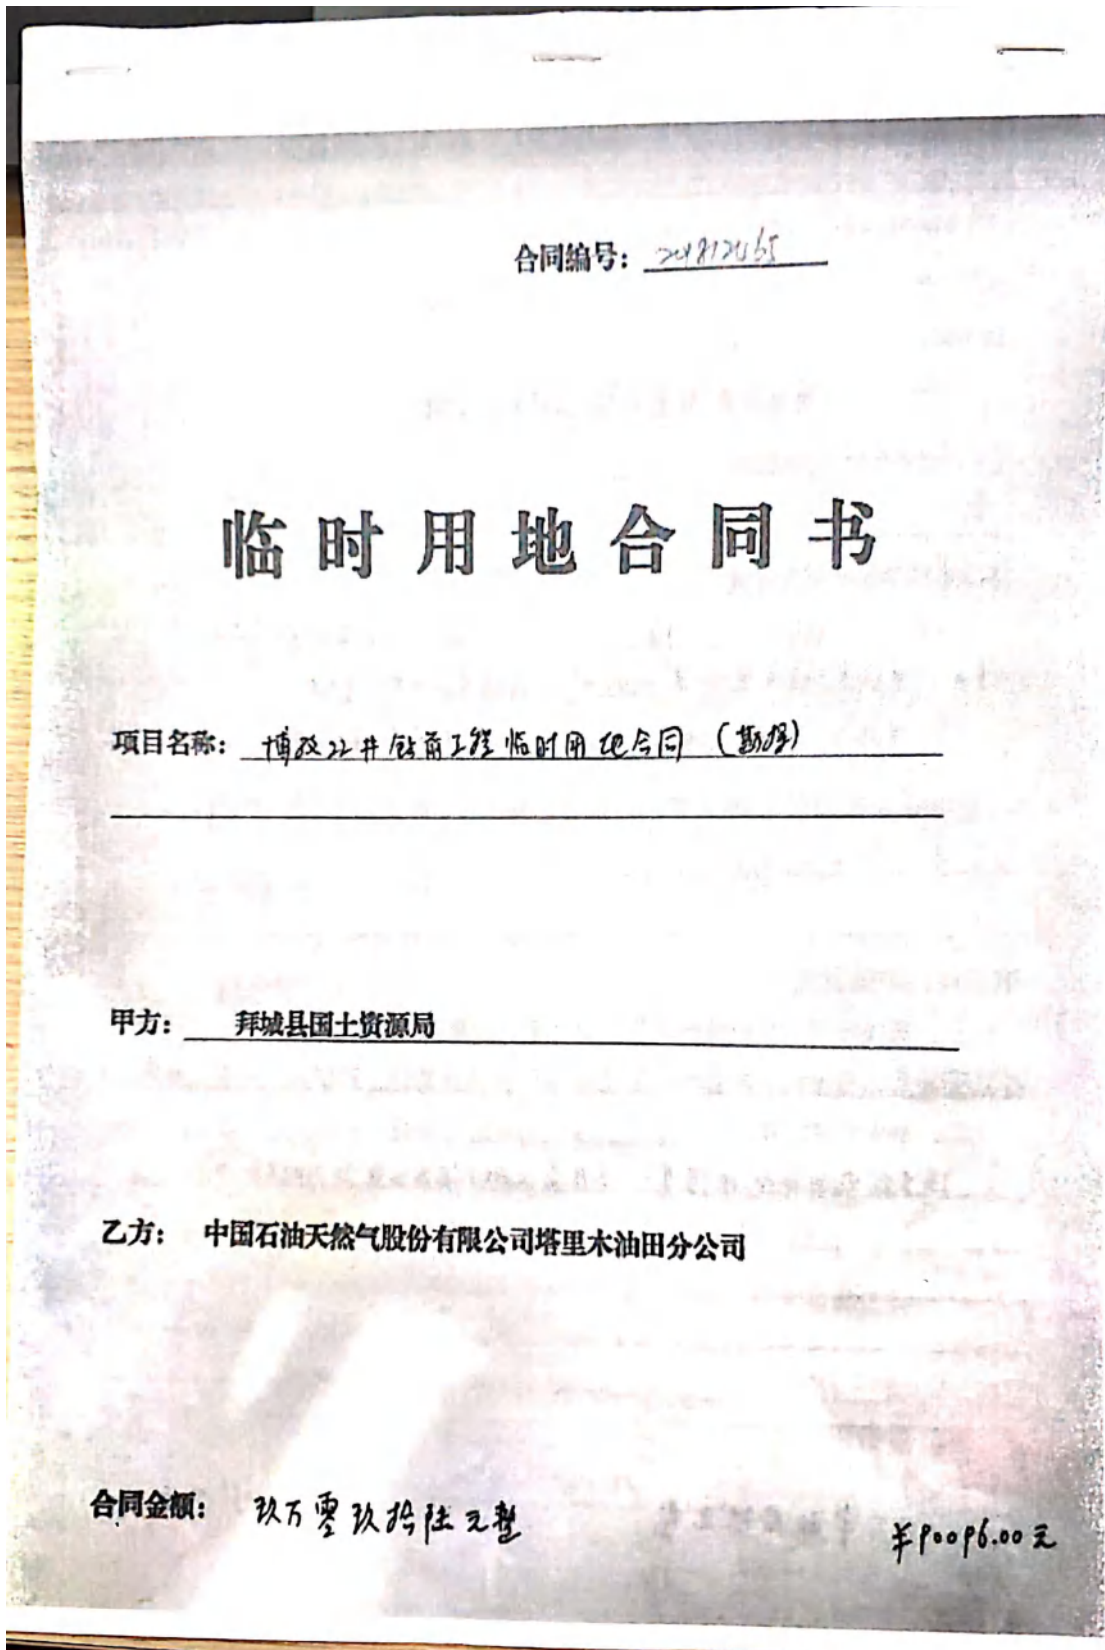 合同编号：
临时用地合同书
项目名称： 博孜22井钻前工程临时用地合同（勘探）
甲方： 拜城县国土资源局
乙方： 中国石油天然气股份有限公司塔里木油田分公司
合同金额： 玖万零玖拾陆元整 ¥90096.00元